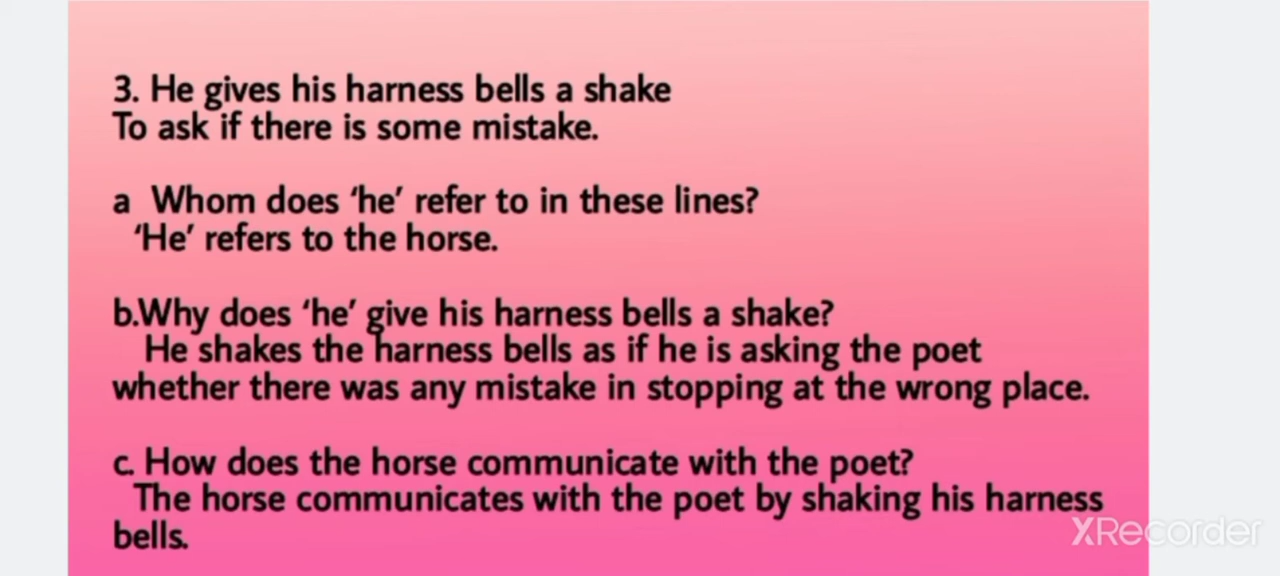 3. He gives his harness bells a shake
To ask if there is some mistake.
a Whom does ‘he’ refer to in these lines?
‘He’ refers to the horse.
b.Why does ‘he’ give his harness bells a shake?
He shakes the harness bells as if he is asking the poet
whether there was any mistake in stopping at the wrong place.
c. How does the horse communicate with the poet?
The horse communicates with the poet by shaking his harness
bells.
XRecorder